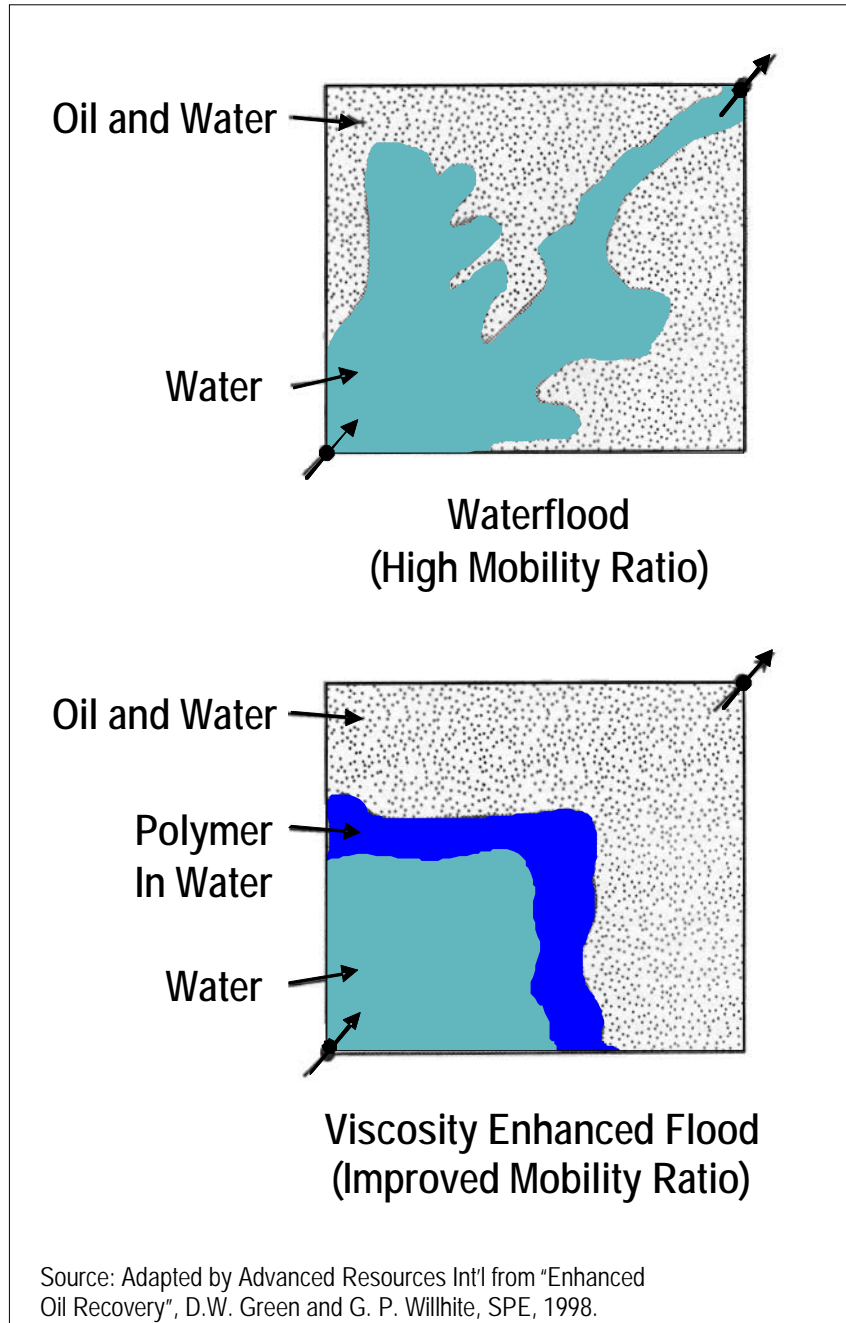 Oil and Water
Water
Waterflood
(High Mobility Ratio)
Oil and Water
Polymer
In Water
Water
Viscosity Enhanced Flood
(Improved Mobility Ratio)
Source: Adapted by Advanced Resources Int'l from “Enhanced
Oil Recovery”, D.W. Green and G. P. Willhite, SPE, 1998.